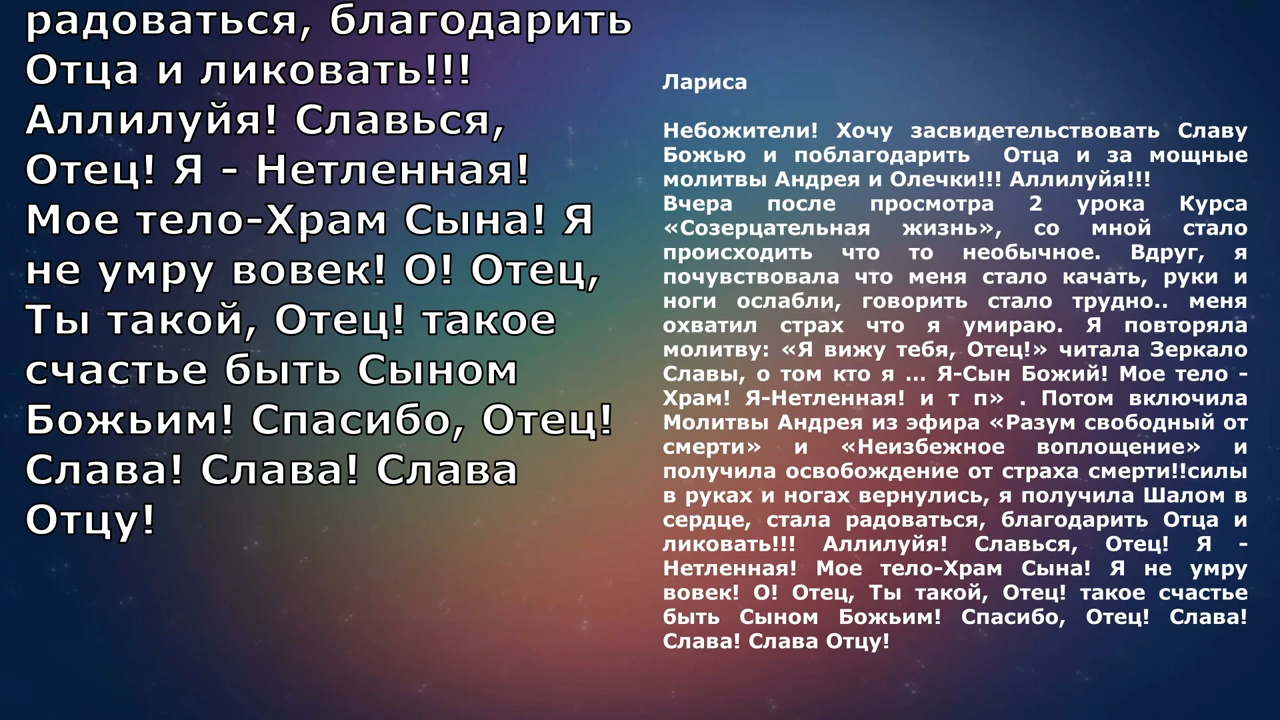 радоваться, благодарить
Отца и ликовать!!!
Аллилуйя! Славься,
Отец! Я - Нетленная!
Мое тело-Храм Сына! Я
не умру вовек! О! Отец,
Ты такой, Отец! такое
счастье быть Сыном
Божьим! Спасибо, Отец!
Слава! Слава! Слава
Отцу!
Лариса
Небожители! Хочу засвидетельствовать Славу
Божью и поблагодарить Отца и за мощные
молитвы Андрея и Олечки!!! Аллилуйя!!!
Вчера после просмотра 2 урока Курса
«Созерцательная жизнь», со мной стало
происходить что то необычное. Вдруг, я
почувствовала что меня стало качать, руки и
ноги ослабли, говорить стало трудно.. меня
охватил страх что я умираю. Я повторяла
молитву: «Я вижу тебя, Отец!» читала Зеркало
Славы, о том кто я ... Я-Сын Божий! Мое тело -
Храм! Я-Нетленная! и т п» . Потом включила
Молитвы Андрея из эфира «Разум свободный от
смерти» и «Неизбежное воплощение» и
получила освобождение от страха смерти!!силы
в руках и ногах вернулись, я получила Шалом в
сердце, стала радоваться, благодарить Отца и
ликовать!!! Аллилуйя! Славься, Отец! Я -
Нетленная! Мое тело-Храм Сына! Я не умру
вовек! О! Отец, Ты такой, Отец! такое счастье
быть Сыном Божьим! Спасибо, Отец! Слава!
Слава! Слава Отцу!